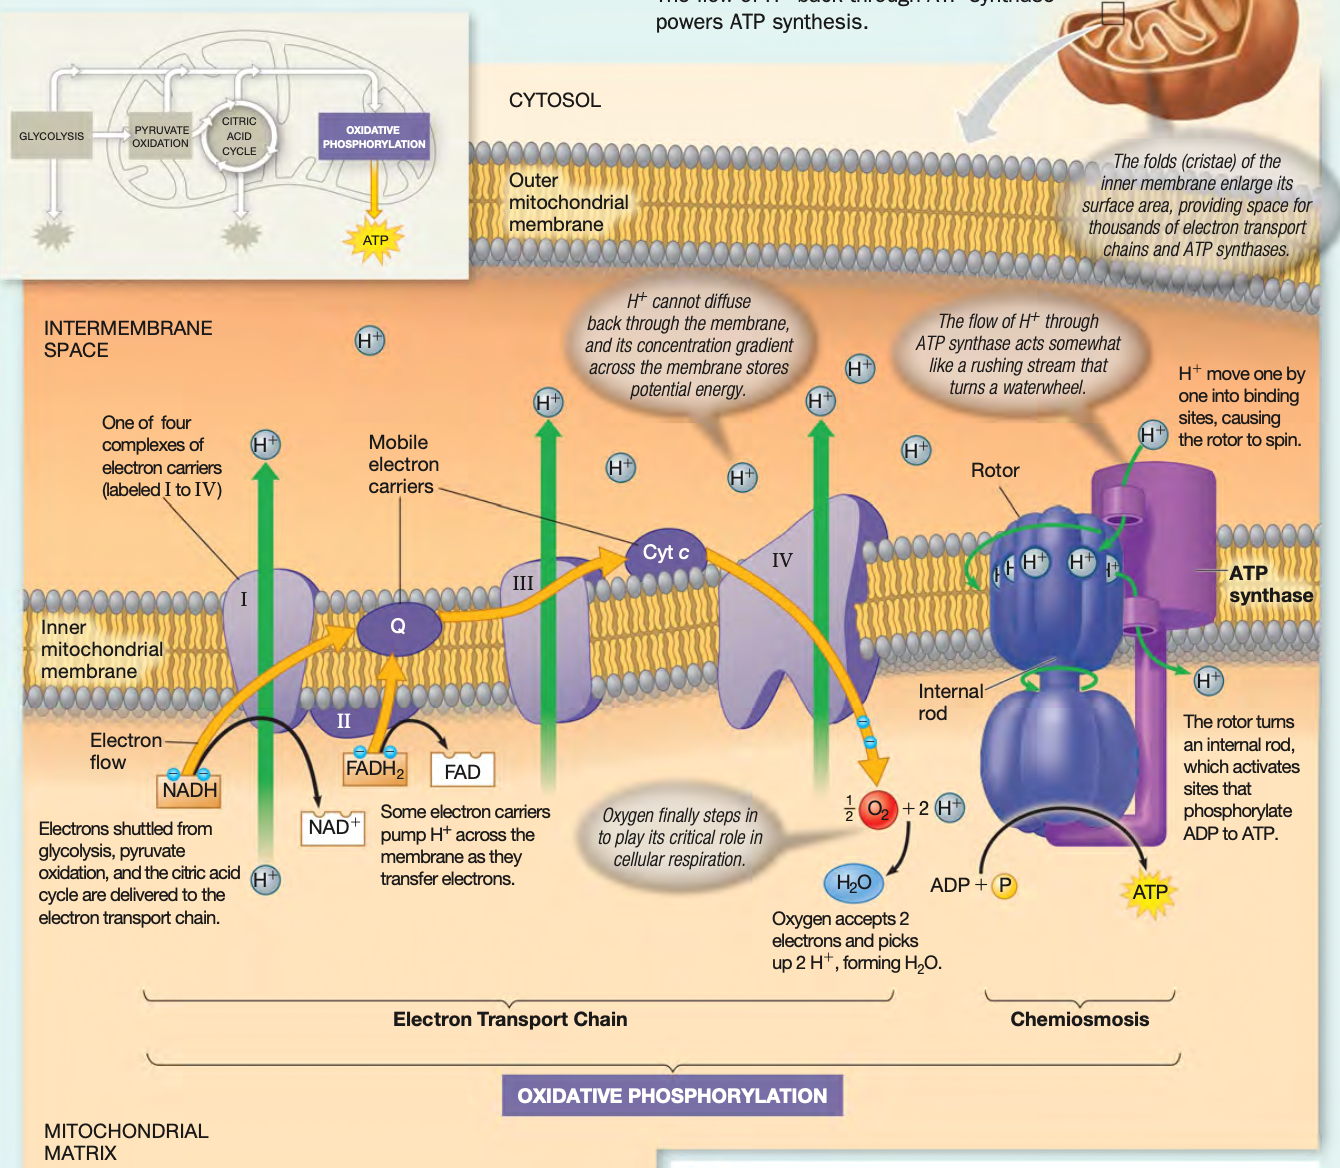 The flow of H+ back through ATP synthase
powers ATP synthesis.
GLYCOLYSIS
PYRUVATE
OXIDATION
CITRIC
ACID
CYCLE
OXIDATIVE
PHOSPHORYLATION
ATP
CYTOSOL
Outer
mitochondrial
membrane
The folds (cristae) of the
inner membrane enlarge its
surface area, providing space for
thousands of electron transport
chains and ATP synthases.
INTERMEMBRANE
SPACE
H+
H+ cannot diffuse
back through the membrane,
and its concentration gradient
across the membrane stores
potential energy.
The flow of H+ through
ATP synthase acts somewhat
like a rushing stream that
turns a waterwheel.
H+
H+
H+
H+ move one by
one into binding
sites, causing
the rotor to spin.
H+
One of four
complexes of
electron carriers
(labeled I to IV)
H+
Mobile
electron
carriers
H+
H+
H+
Rotor
I
III
Cyt c
IV
H+
H+
H+
H
H+
ATP
synthase
Q
Inner
mitochondrial
membrane
II
Internal
rod
H+
Electron
flow
NADH
FADH2
FAD
NAD+
The rotor turns
an internal rod,
which activates
sites that
phosphorylate
ADP to ATP.
Electrons shuttled from
glycolysis, pyruvate
oxidation, and the citric acid
cycle are delivered to the
electron transport chain.
H+
Some electron carriers
pump H+ across the
membrane as they
transfer electrons.
Oxygen finally steps in
to play its critical role in
cellular respiration.
1/2 O2 + 2 H+
H2O
ADP + P
ATP
Oxygen accepts 2
electrons and picks
up 2 H+, forming H2O.
Electron Transport Chain
Chemiosmosis
OXIDATIVE PHOSPHORYLATION
MITOCHONDRIAL
MATRIX